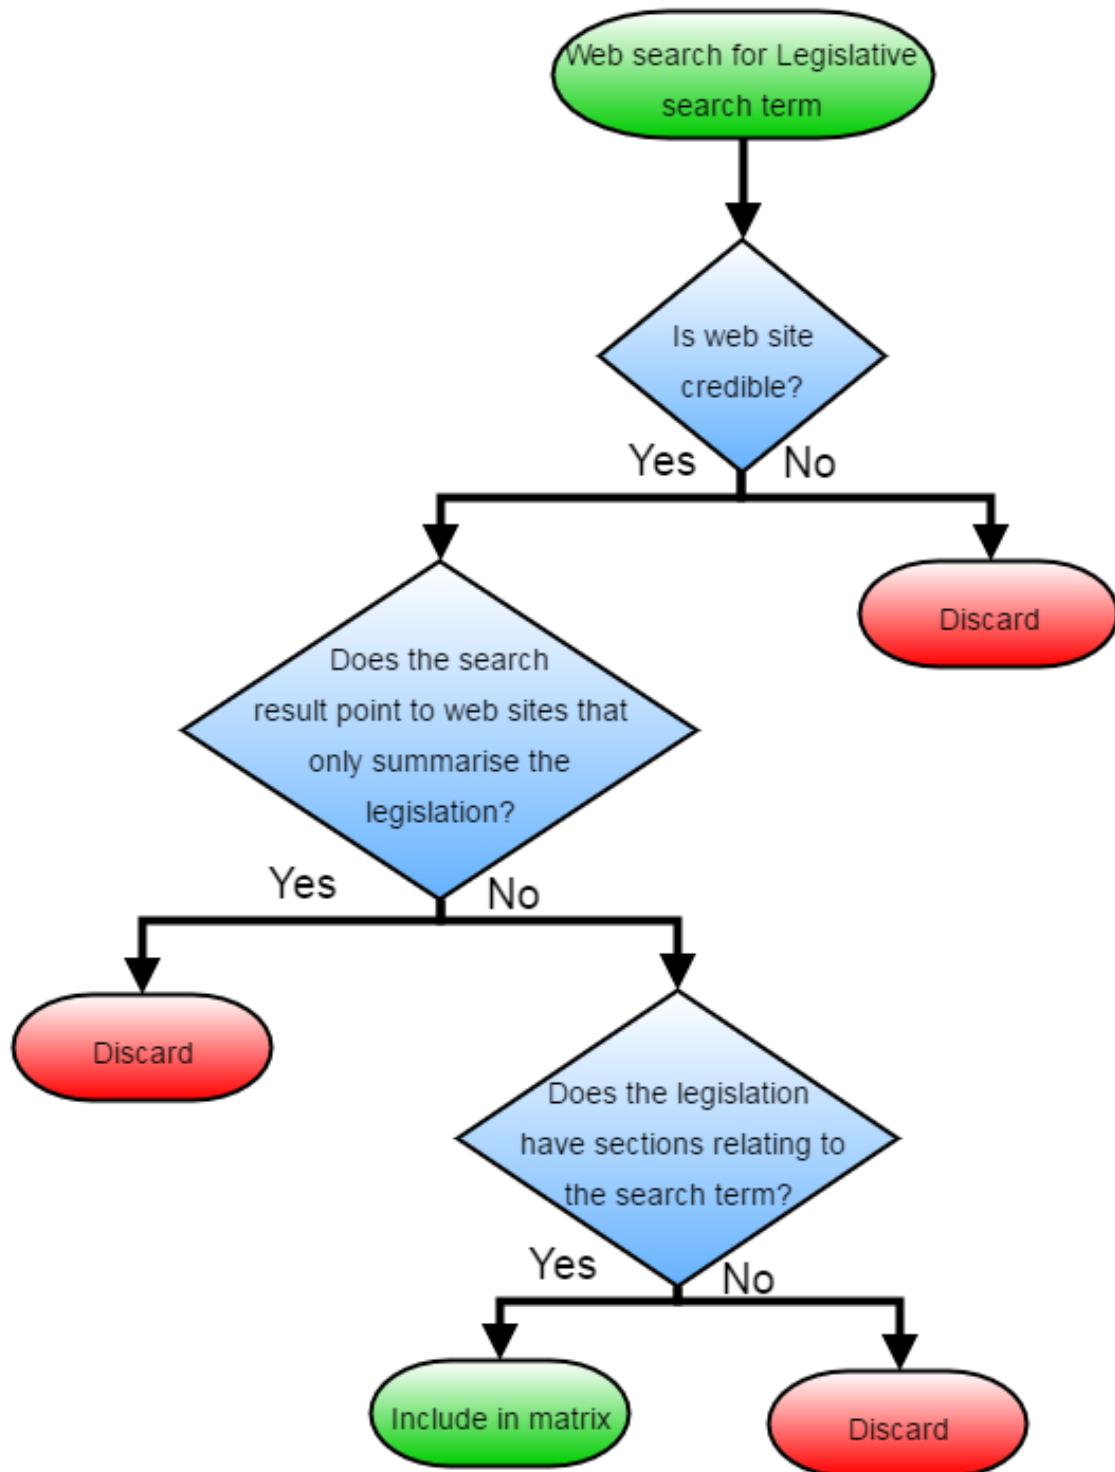 Web search for Legislative
search term
Is web site
credible?
Yes
No
Discard
Does the search
result point to web sites that
only summarise the
legislation?
Yes
No
Discard
Does the legislation
have sections relating to
the search term?
Yes
No
Include in matrix
Discard